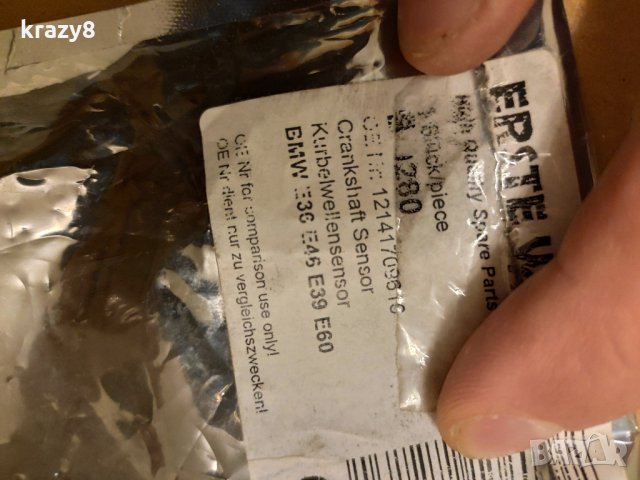 krazy8
ERSTE
High Quality Spare Parts
1 Stück/piece
1280
OE Nr. 12141709616
Crankshaft Sensor
Kurbelwellensensor
BMW E36 E46 E39 E60
OE Nr for comparison use only!
OE Nr dient nur zu vergleichszwecken!
BAZAR